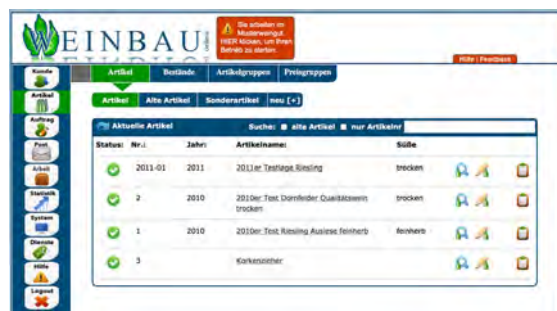 WEINBAU online
Sie arbeiten im
Musterweingut.
HIER klicken, um Ihren
Betrieb zu starten.
Hilfe | Feedback
Kunde
Artikel
Auftrag
Post
Arbeit
Statistik
System
Dienste
Hilfe
Logout
Artikel Bestände Artikelgruppen Preisgruppen
Artikel Alte Artikel Sonderartikel neu [+]
Aktuelle Artikel Suche: alte Artikel nur Artikelnr
Status: Nr.: Jahr: Artikelname: Süße
2011-01 2011 2011er Testlage Riesling trocken
2 2010 2010er Test Dornfelder Qualitätswein trocken
trocken
1 2010 2010er Test Riesling Auslese feinherb feinherb
3 Korkenzieher